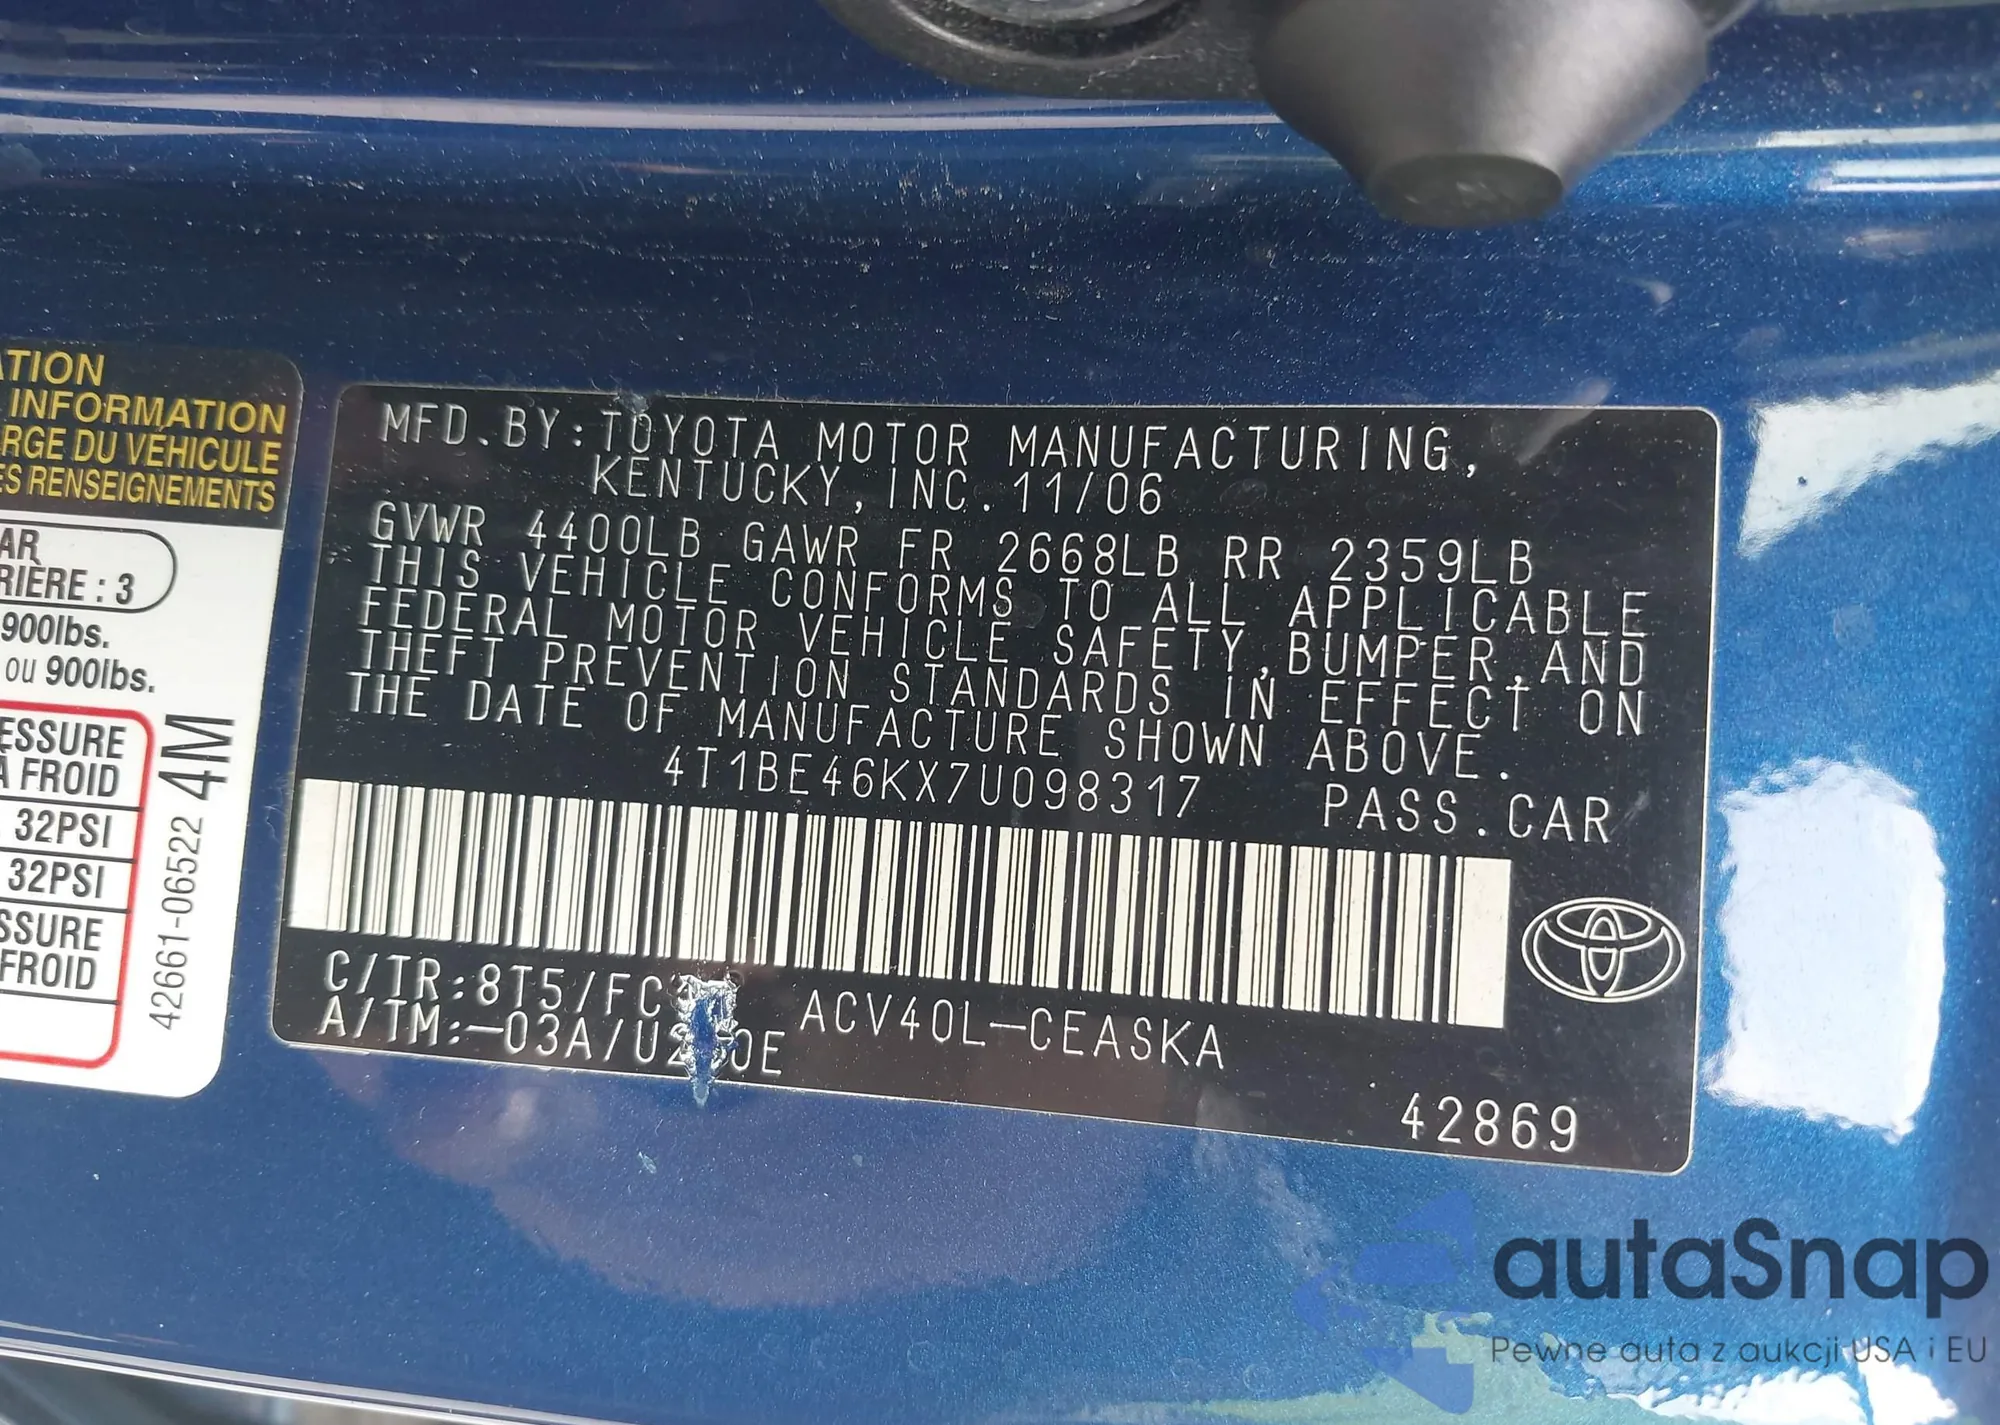 ATION
INFORMATION
ARGE DU VÉHICULE
ES RENSEIGNEMENTS
AR
RIÈRE : 3
900lbs.
ou 900lbs.
ESSURE
À FROID
32PSI
32PSI
SSURE
FROID
42661-06522 4M
MFD.BY:TOYOTA MOTOR MANUFACTURING,
KENTUCKY, INC. 11/06
GVWR 4400LB GAWR FR 2668LB RR 2359LB
THIS VEHICLE CONFORMS TO ALL APPLICABLE
FEDERAL MOTOR VEHICLE SAFETY,BUMPER,AND
THEFT PREVENTION STANDARDS IN EFFECT ON
THE DATE OF MANUFACTURE SHOWN ABOVE.
4T1BE46KX7U098317 PASS.CAR
C/TR:8T5/FC
A/TM:-03A/U
ACV40L-CEASKA
42869
autaSnap
Pewne auta z aukcji USA i EU